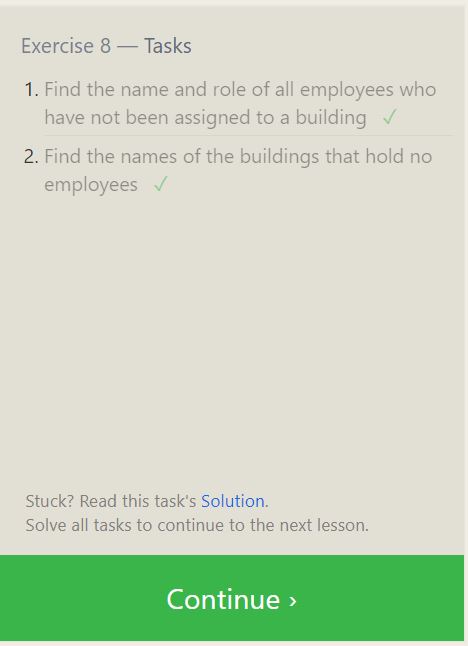 Exercise 8 — Tasks
1. Find the name and role of all employees who
have not been assigned to a building ✓
2. Find the names of the buildings that hold no
employees ✓
Stuck? Read this task's Solution.
Solve all tasks to continue to the next lesson.
Continue ›